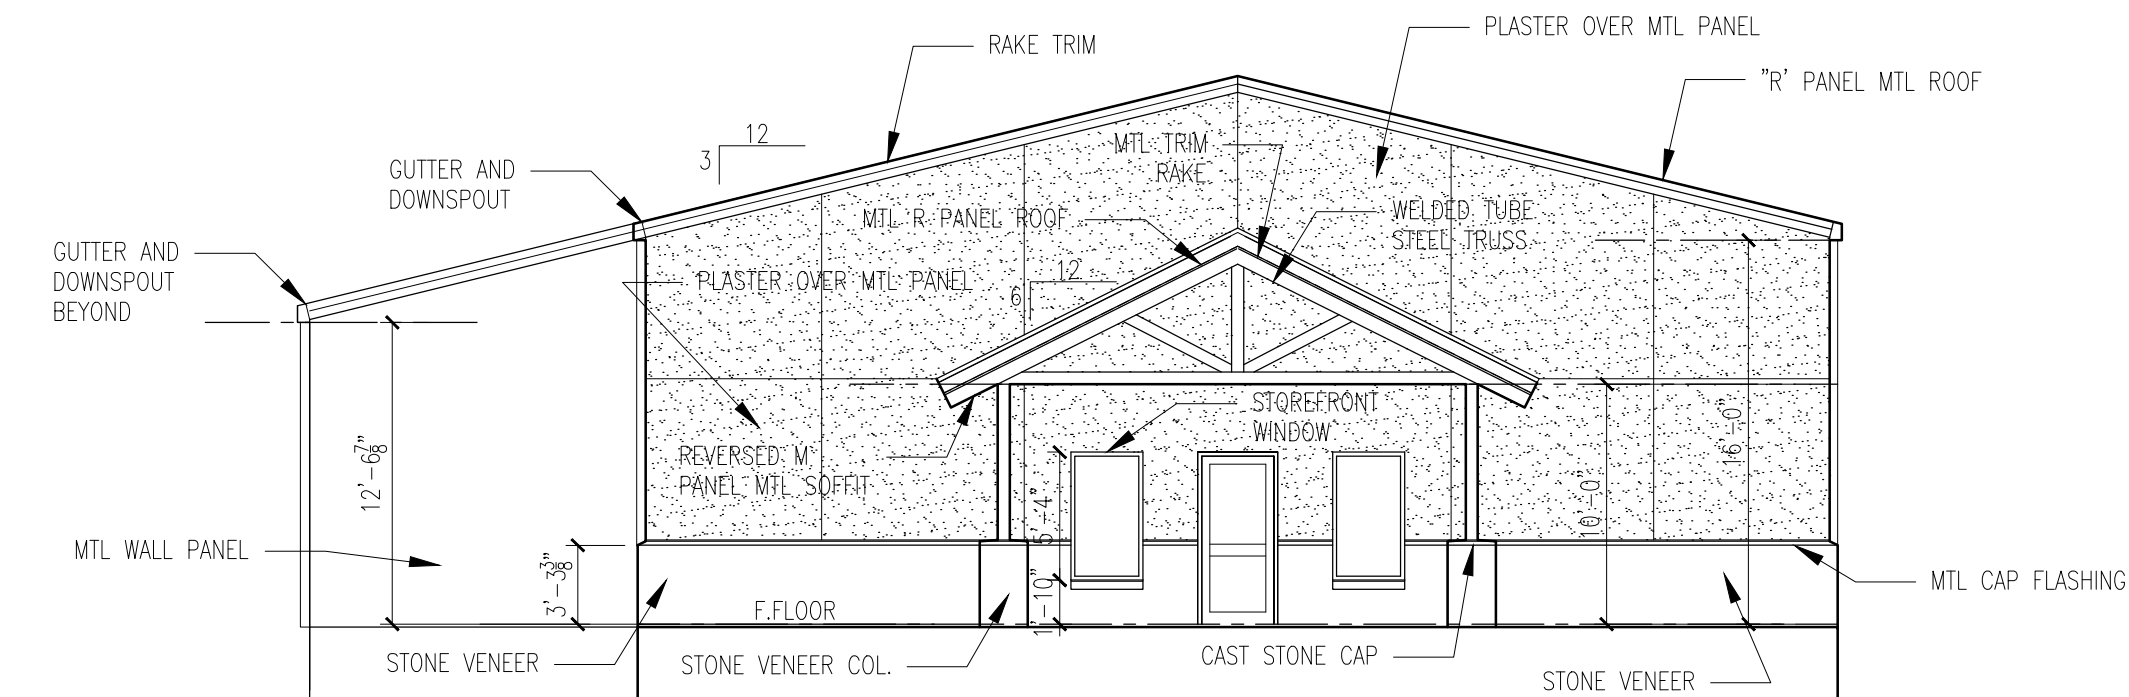 PLASTER OVER MTL PANEL
RAKE TRIM
"R' PANEL MTL ROOF
12
3
MTL TRIM
RAKE
GUTTER AND
DOWNSPOUT
MTL R PANEL ROOF
WELDED TUBE
STEEL TRUSS
GUTTER AND
DOWNSPOUT
BEYOND
PLASTER OVER MTL PANEL
12
6
STOREFRONT
WINDOW
16'-0"
12'-6⅞"
REVERSED M
PANEL MTL SOFFIT
10'-0"
5'-4"
MTL WALL PANEL
3'-3⅜"
MTL CAP FLASHING
1'-10"
F.FLOOR
STONE VENEER
STONE VENEER COL.
CAST STONE CAP
STONE VENEER